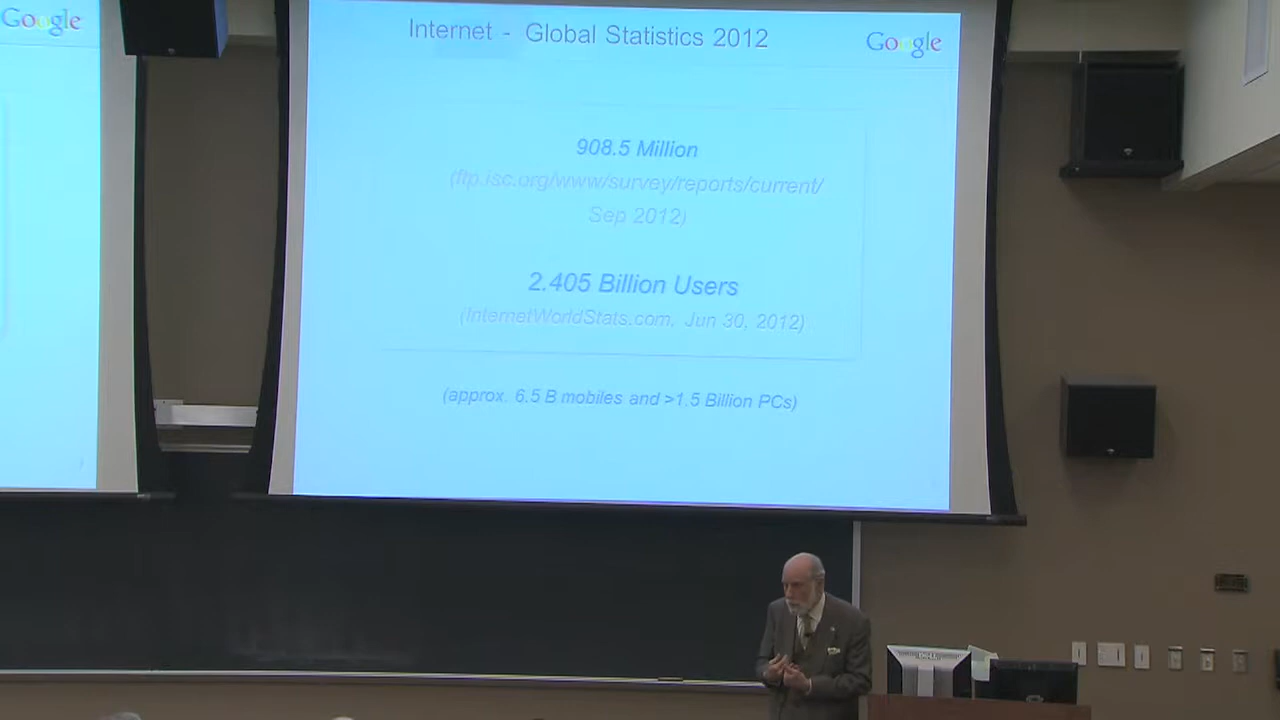 Google
Internet - Global Statistics 2012
Google
908.5 Million
(ftp.isc.org/www/survey/reports/current/
Sep 2012)
2.405 Billion Users
(InternetWorldStats.com, Jun 30, 2012)
(approx. 6.5 B mobiles and >1.5 Billion PCs)
DELL